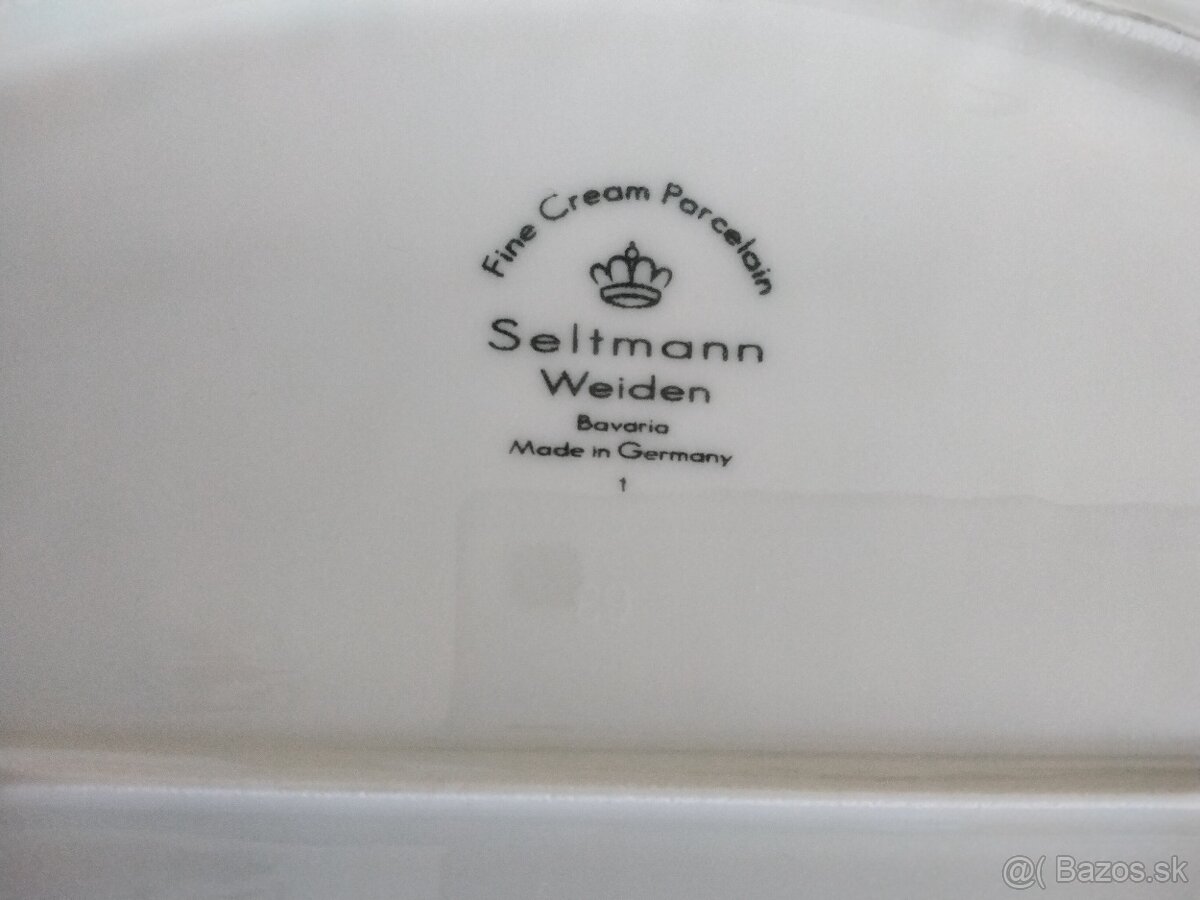 Fine Cream Porcelain
Seltmann
Weiden
Bavaria
Made in Germany
1
@( Bazos.sk